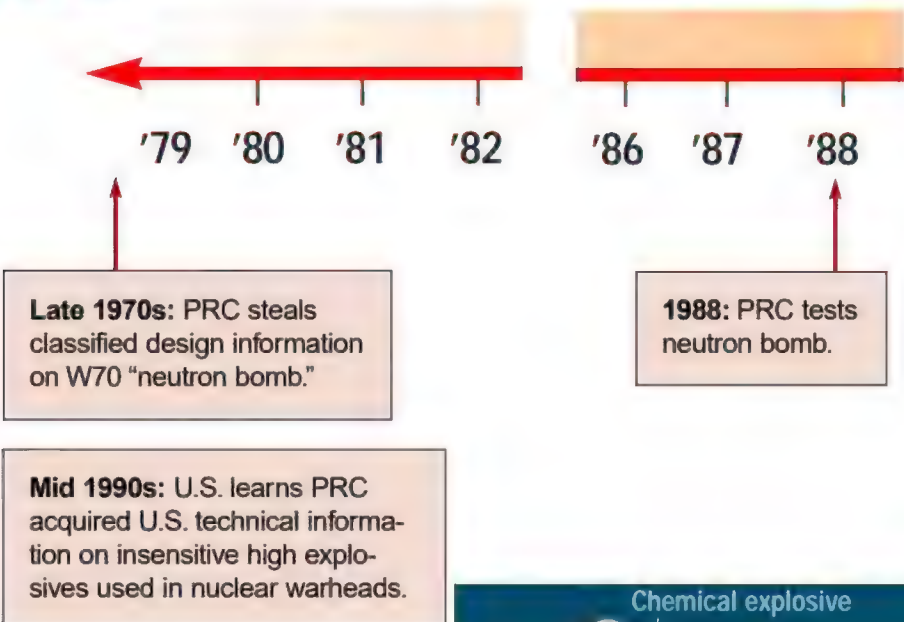 '79 '80 '81 '82 '86 '87 '88
Late 1970s: PRC steals
classified design information
on W70 “neutron bomb.”
1988: PRC tests
neutron bomb.
Mid 1990s: U.S. learns PRC
acquired U.S. technical informa-
tion on insensitive high explo-
sives used in nuclear warheads.
Chemical explosive